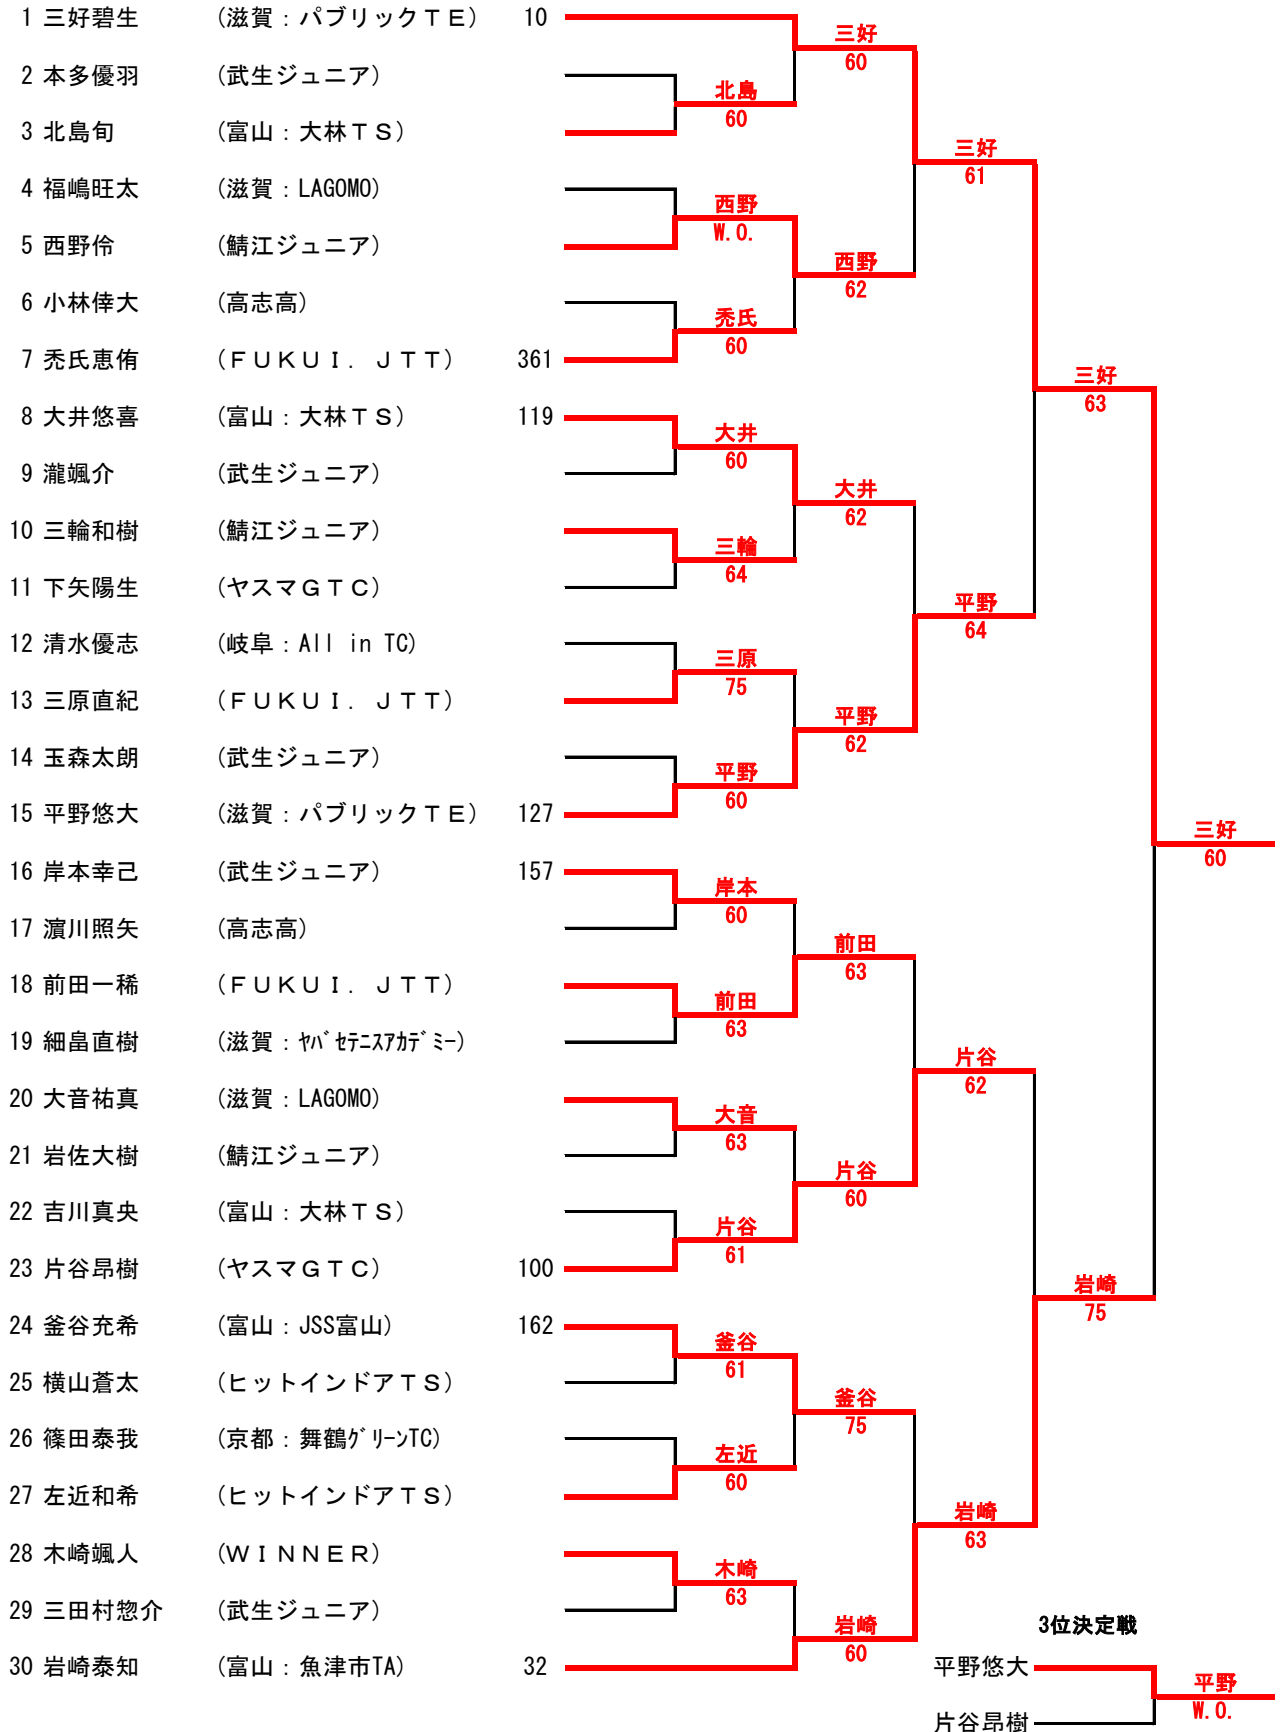 1 三好碧生 (滋賀：パブリックＴＥ) 10
2 本多優羽 (武生ジュニア)
3 北島旬 (富山：大林ＴＳ)
4 福嶋旺太 (滋賀：LAGOMO)
5 西野伶 (鯖江ジュニア)
6 小林倖大 (高志高)
7 禿氏恵侑 (ＦＵＫＵＩ．ＪＴＴ) 361
8 大井悠喜 (富山：大林ＴＳ) 119
9 瀧颯介 (武生ジュニア)
10 三輪和樹 (鯖江ジュニア)
11 下矢陽生 (ヤスマＧＴＣ)
12 清水優志 (岐阜：All in TC)
13 三原直紀 (ＦＵＫＵＩ．ＪＴＴ)
14 玉森太朗 (武生ジュニア)
15 平野悠大 (滋賀：パブリックＴＥ) 127
16 岸本幸己 (武生ジュニア) 157
17 濵川照矢 (高志高)
18 前田一稀 (ＦＵＫＵＩ．ＪＴＴ)
19 細畠直樹 (滋賀：ﾔﾊﾞｾﾃﾆｽｱｶﾃﾞﾐｰ)
20 大音祐真 (滋賀：LAGOMO)
21 岩佐大樹 (鯖江ジュニア)
22 吉川真央 (富山：大林ＴＳ)
23 片谷昂樹 (ヤスマＧＴＣ) 100
24 釜谷充希 (富山：JSS富山) 162
25 横山蒼太 (ヒットインドアＴＳ)
26 篠田泰我 (京都：舞鶴ｸﾞﾘｰﾝTC)
27 左近和希 (ヒットインドアＴＳ)
28 木崎颯人 (ＷＩＮＮＥＲ)
29 三田村惣介 (武生ジュニア)
30 岩崎泰知 (富山：魚津市TA) 32
北島
60
西野
W.O.
禿氏
60
大井
60
三輪
64
三原
75
平野
60
岸本
60
前田
63
大音
63
片谷
61
釜谷
61
左近
60
木崎
63
三好
60
西野
62
大井
62
平野
62
前田
63
片谷
60
釜谷
75
岩崎
60
三好
61
平野
64
片谷
62
岩崎
63
三好
63
岩崎
75
三好
60
3位決定戦
平野悠大
片谷昂樹
平野
W.O.